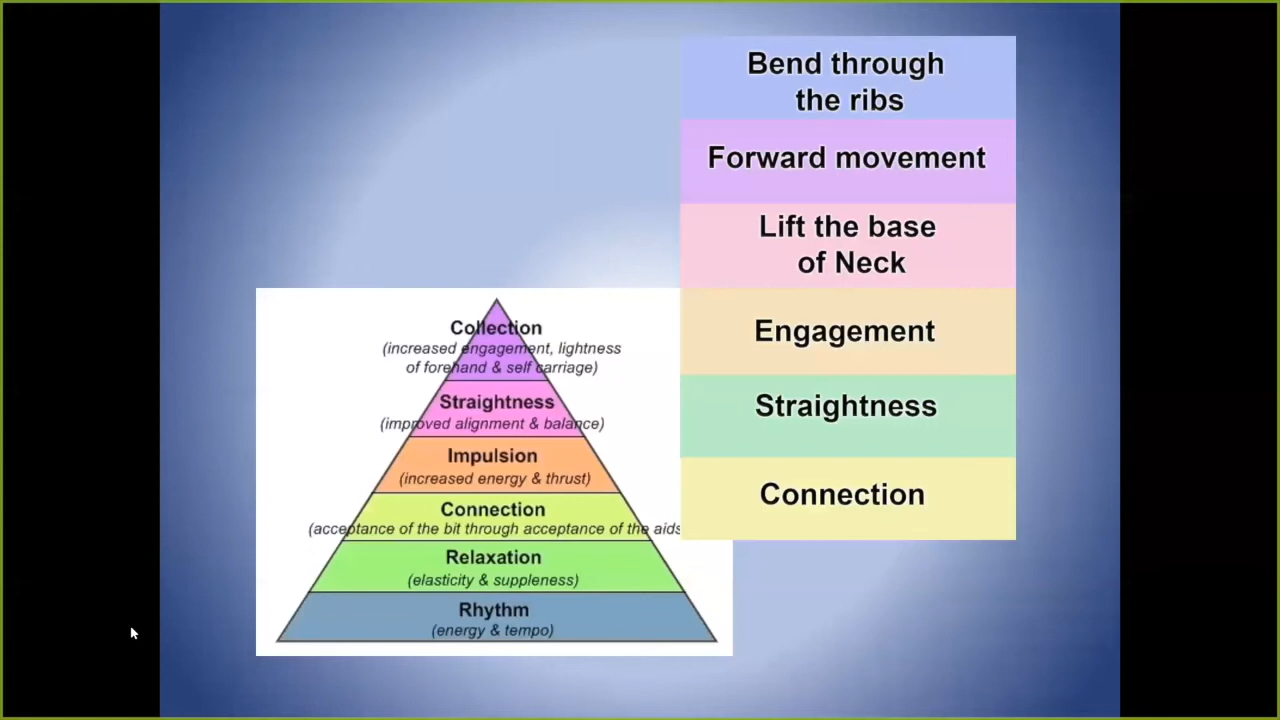 Bend through
the ribs
Forward movement
Lift the base
of Neck
Engagement
Straightness
Connection
Collection
(increased engagement, lightness
of forehand & self carriage)
Straightness
(improved alignment & balance)
Impulsion
(increased energy & thrust)
Connection
(acceptance of the bit through acceptance of the aids
Relaxation
(elasticity & suppleness)
Rhythm
(energy & tempo)